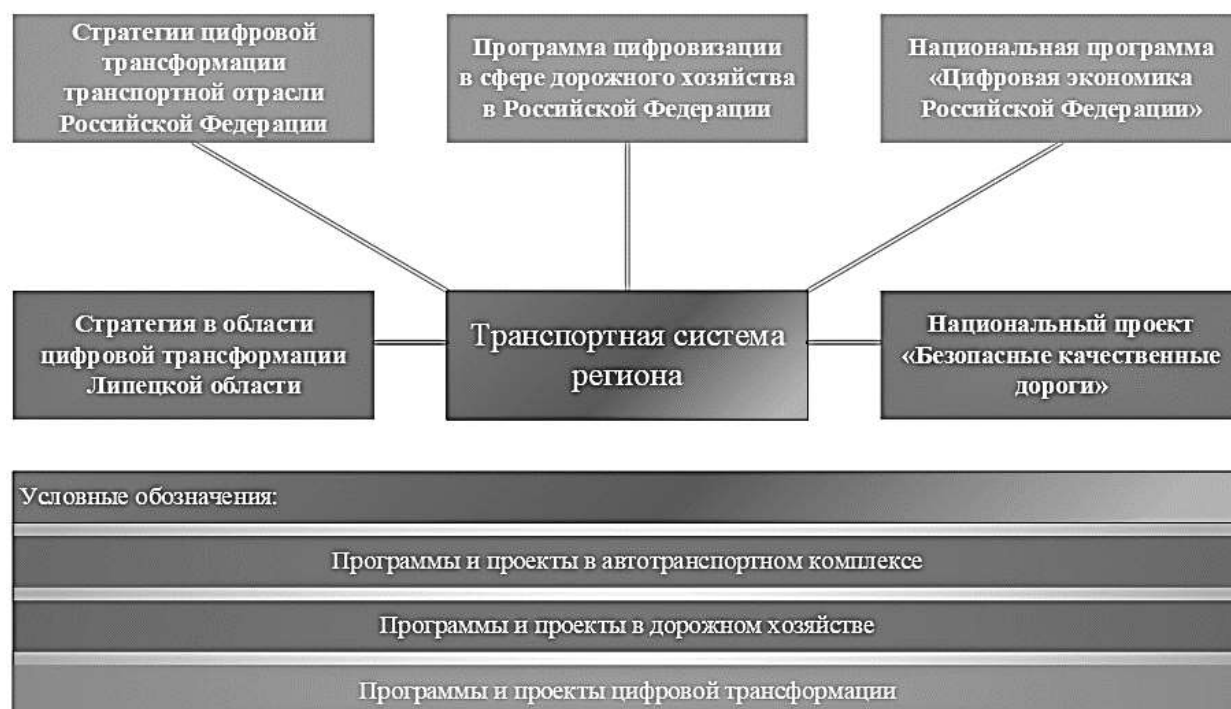 Стратегии цифровой
трансформации
транспортной отрасли
Российской Федерации
Программа цифровизации
в сфере дорожного хозяйства
в Российской Федерации
Национальная программа
«Цифровая экономика
Российской Федерации»
Стратегия в области
цифровой трансформации
Липецкой области
Транспортная система
региона
Национальный проект
«Безопасные качественные
дороги»
Условные обозначения:
Программы и проекты в автотранспортном комплексе
Программы и проекты в дорожном хозяйстве
Программы и проекты цифровой трансформации